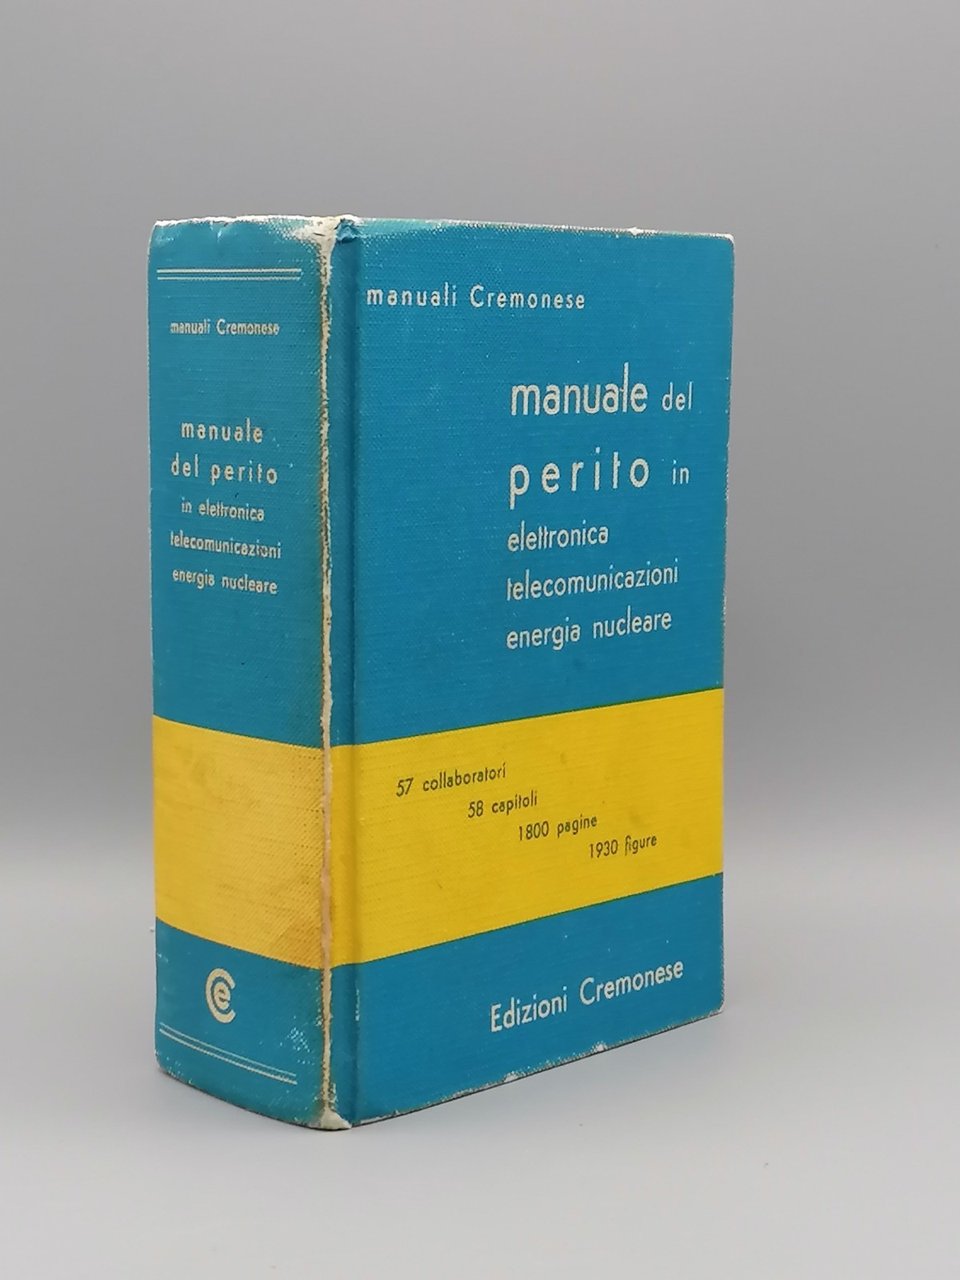 manuali Cremonese
manuale
del perito
in elettronica
telecomunicazioni
energia nucleare
Ce
manuali Cremonese
manuale del
perito in
elettronica
telecomunicazioni
energia nucleare
57 collaboratori
58 capitoli
1800 pagine
1930 figure
Edizioni Cremonese